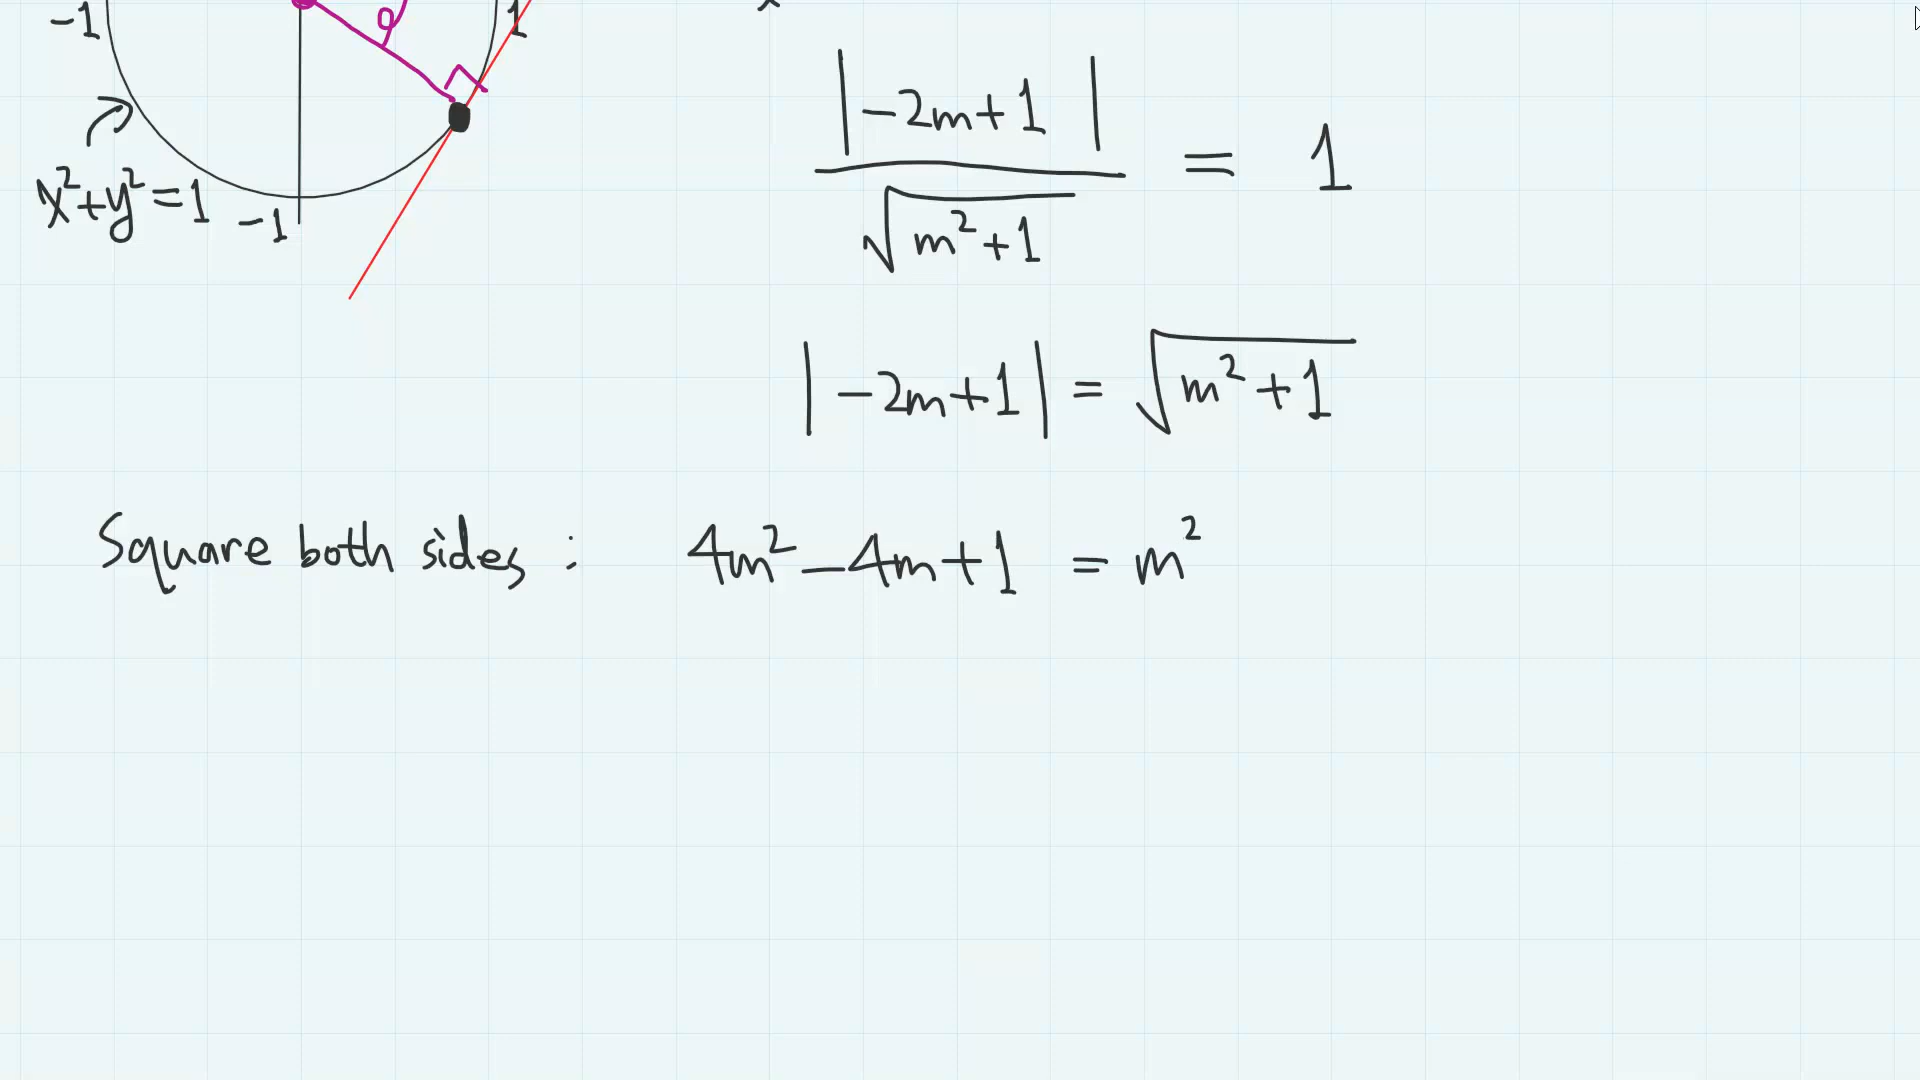 -1
1
x²+y²=1
-1
|-2m+1| / √(m²+1) = 1
|-2m+1| = √(m²+1)
Square both sides : 4m²-4m+1 = m²